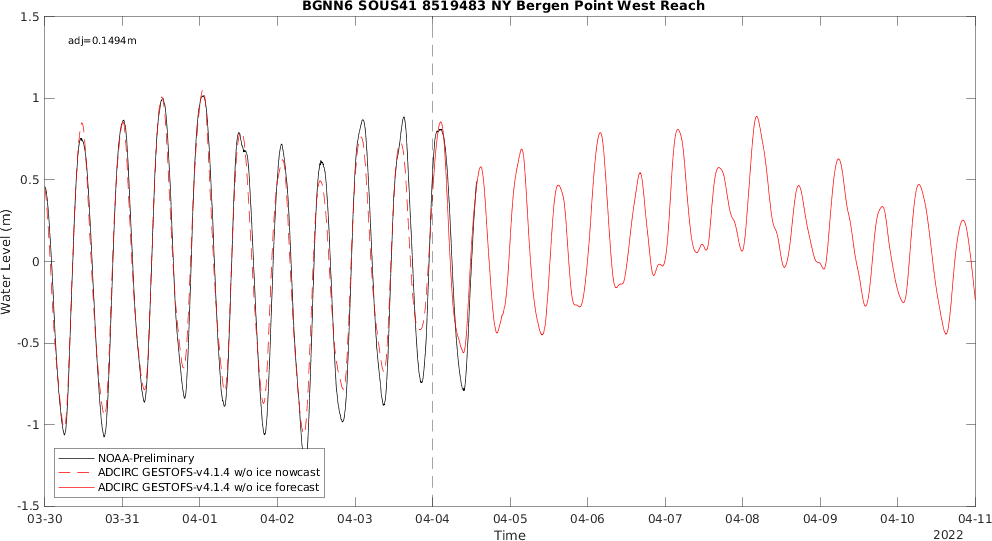 BGNN6 SOUS41 8519483 NY Bergen Point West Reach
1.5
adj=0.1494m
1
0.5
0
-0.5
-1
-1.5
Water Level (m)
NOAA-Preliminary
ADCIRC GESTOFS-v4.1.4 w/o ice nowcast
ADCIRC GESTOFS-v4.1.4 w/o ice forecast
03-30 03-31 04-01 04-02 04-03 04-04 04-05 04-06 04-07 04-08 04-09 04-10 04-11
Time
2022